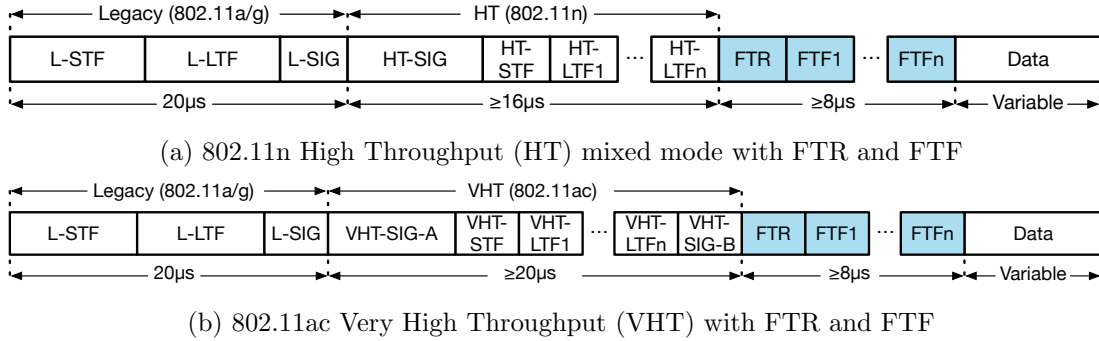 Legacy (802.11a/g) HT (802.11n)
L-STF L-LTF L-SIG HT-SIG HT-STF HT-LTF1 ... HT-LTFn FTR FTF1 ... FTFn Data
20µs ≥16µs ≥8µs Variable
(a) 802.11n High Throughput (HT) mixed mode with FTR and FTF
Legacy (802.11a/g) VHT (802.11ac)
L-STF L-LTF L-SIG VHT-SIG-A VHT-STF VHT-LTF1 ... VHT-LTFn VHT-SIG-B FTR FTF1 ... FTFn Data
20µs ≥20µs ≥8µs Variable
(b) 802.11ac Very High Throughput (VHT) with FTR and FTF